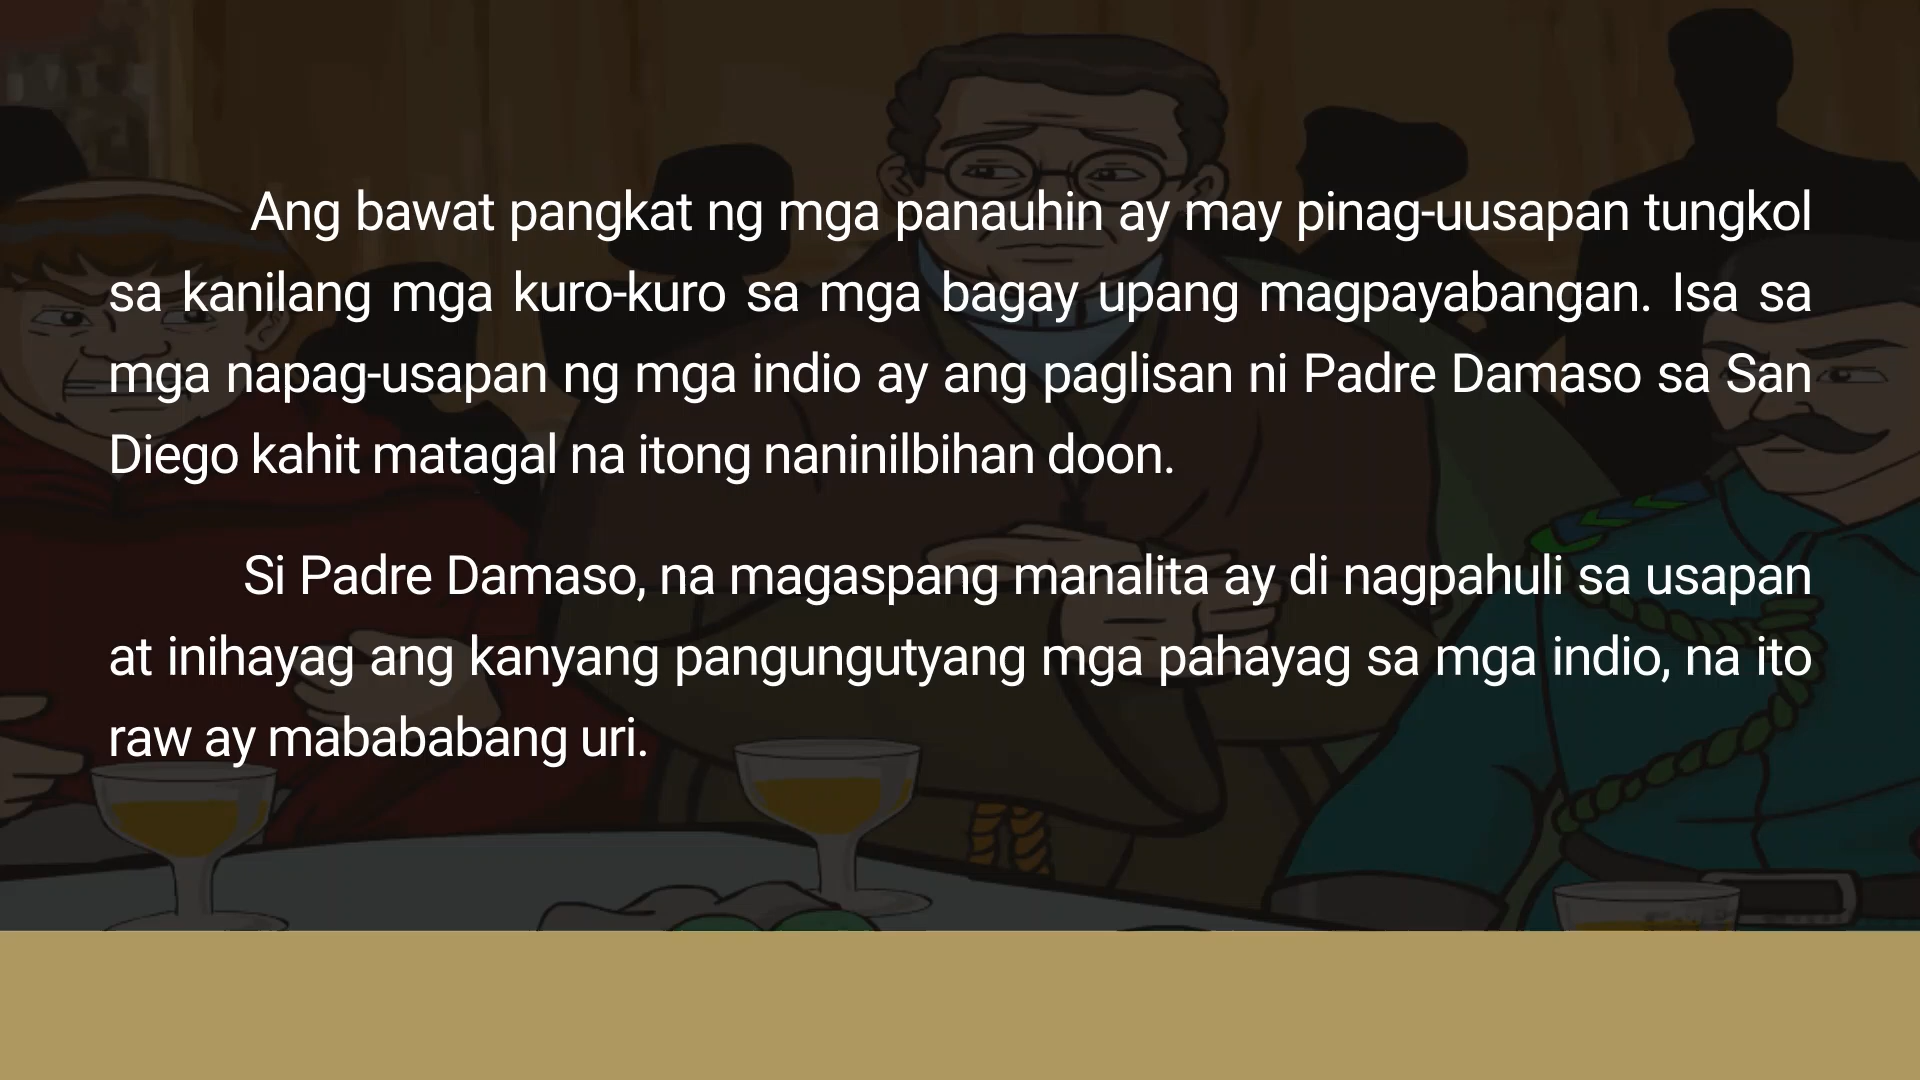 Ang bawat pangkat ng mga panauhin ay may pinag-uusapan tungkol
sa kanilang mga kuro-kuro sa mga bagay upang magpayabangan. Isa sa
mga napag-usapan ng mga indio ay ang paglisan ni Padre Damaso sa San
Diego kahit matagal na itong naninilbihan doon.
Si Padre Damaso, na magaspang manalita ay di nagpahuli sa usapan
at inihayag ang kanyang pangungutyang mga pahayag sa mga indio, na ito
raw ay mabababang uri.